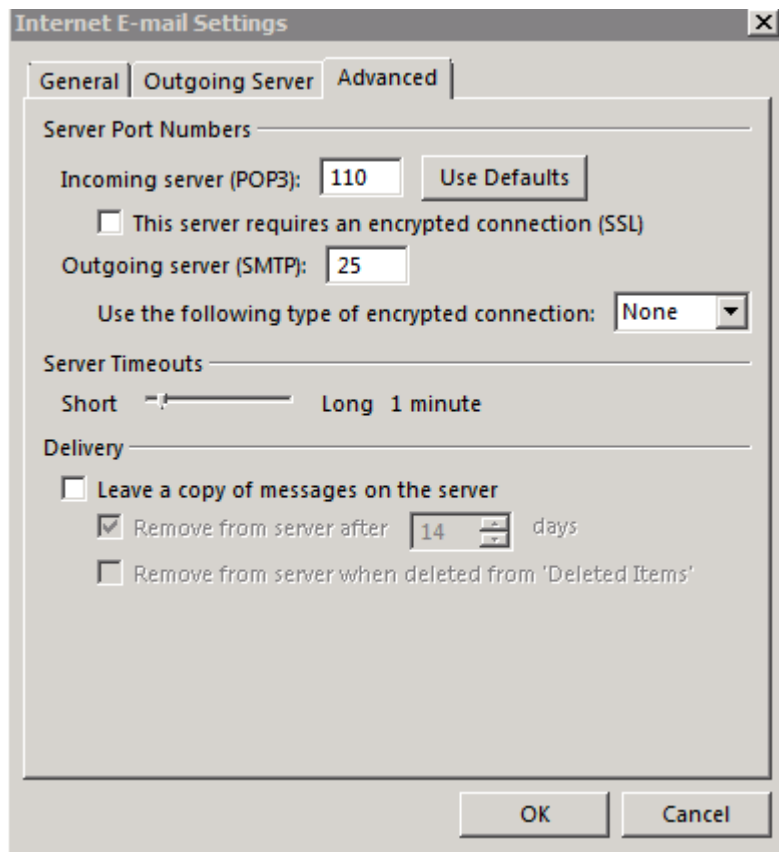 Internet E-mail Settings
General Outgoing Server Advanced
Server Port Numbers
Incoming server (POP3): 110 Use Defaults
This server requires an encrypted connection (SSL)
Outgoing server (SMTP): 25
Use the following type of encrypted connection: None
Server Timeouts
Short Long 1 minute
Delivery
Leave a copy of messages on the server
Remove from server after 14 days
Remove from server when deleted from 'Deleted Items'
OK Cancel